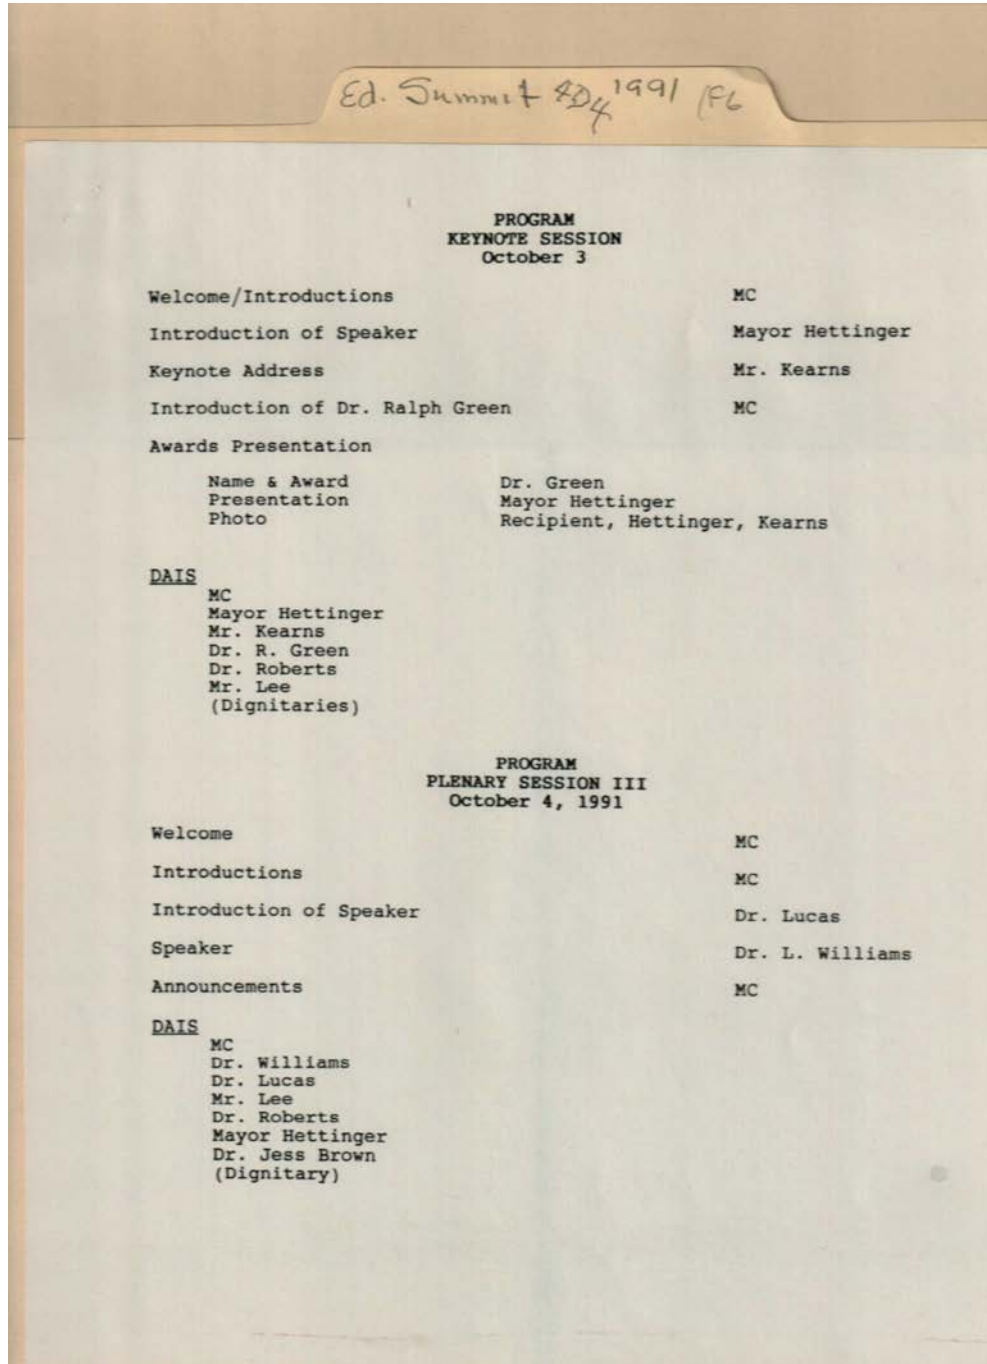 Ed. Summit 1991
PROGRAM
KEYNOTE SESSION
October 3
Welcome/Introductions MC
Introduction of Speaker Mayor Hettinger
Keynote Address Mr. Kearns
Introduction of Dr. Ralph Green MC
Awards Presentation
Name & Award Dr. Green
Presentation Mayor Hettinger
Photo Recipient, Hettinger, Kearns
DAIS
MC
Mayor Hettinger
Mr. Kearns
Dr. R. Green
Dr. Roberts
Mr. Lee
(Dignitaries)
PROGRAM
PLENARY SESSION III
October 4, 1991
Welcome MC
Introductions MC
Introduction of Speaker Dr. Lucas
Speaker Dr. L. Williams
Announcements MC
DAIS
MC
Dr. Williams
Dr. Lucas
Mr. Lee
Dr. Roberts
Mayor Hettinger
Dr. Jess Brown
(Dignitary)